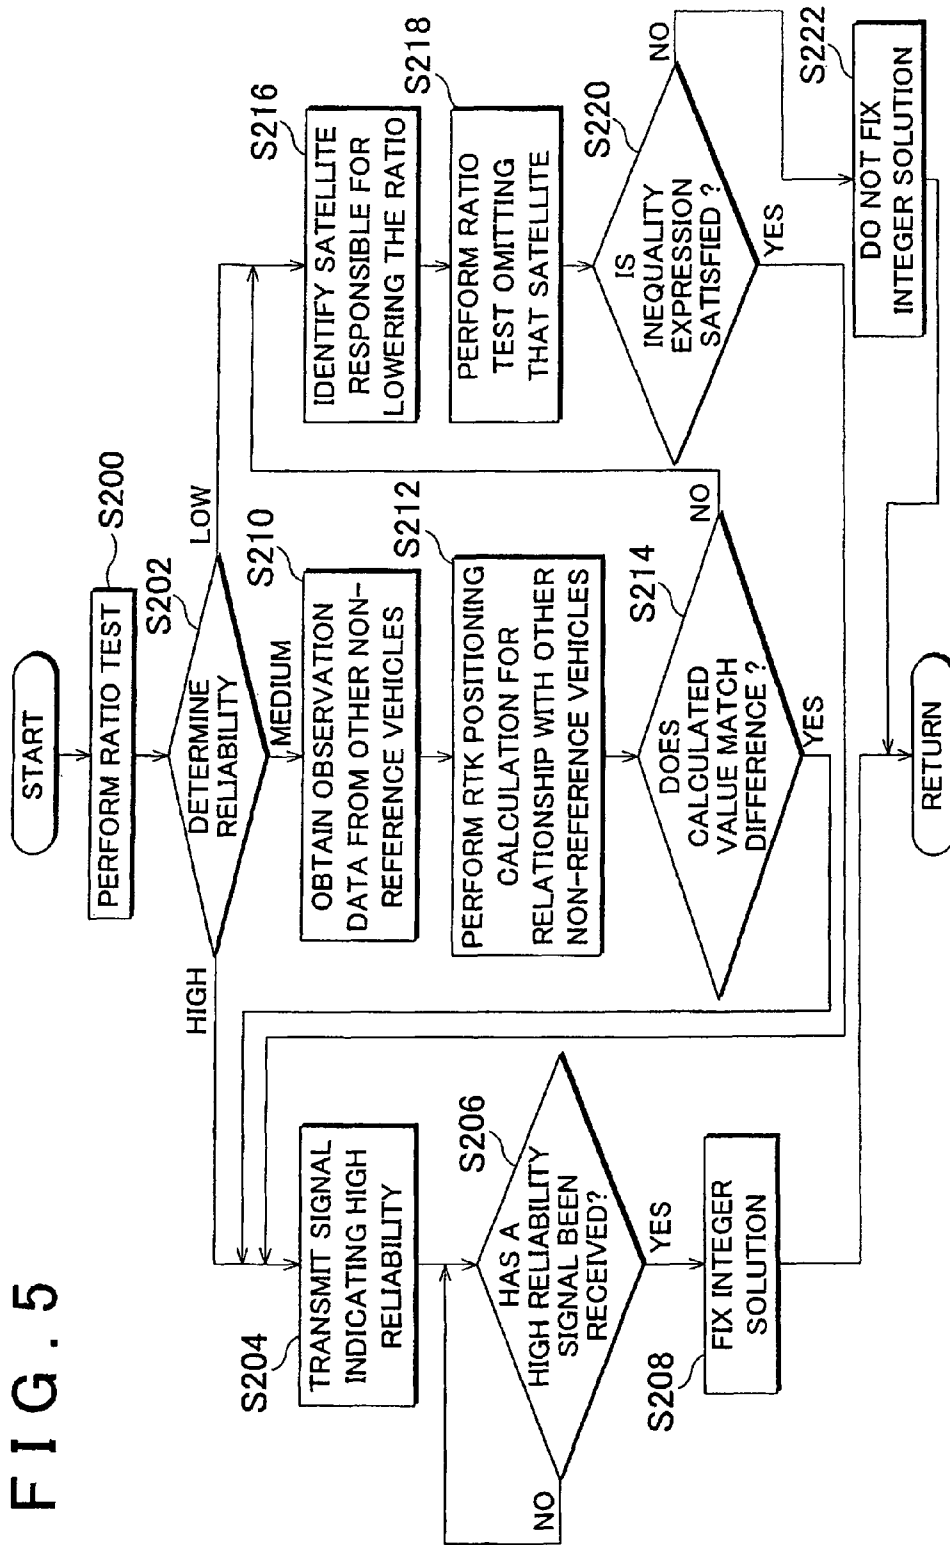 FIG. 5
START
PERFORM RATIO TEST
S200
DETERMINE
RELIABILITY
S202
HIGH
MEDIUM
LOW
S204
TRANSMIT SIGNAL
INDICATING HIGH
RELIABILITY
S206
HAS A
HIGH RELIABILITY
SIGNAL BEEN
RECEIVED?
NO
YES
S208
FIX INTEGER
SOLUTION
S210
OBTAIN OBSERVATION
DATA FROM OTHER NON-
REFERENCE VEHICLES
S212
PERFORM RTK POSITIONING
CALCULATION FOR
RELATIONSHIP WITH OTHER
NON-REFERENCE VEHICLES
S214
DOES
CALCULATED
VALUE MATCH
DIFFERENCE?
NO
YES
S216
IDENTIFY SATELLITE
RESPONSIBLE FOR
LOWERING THE RATIO
S218
PERFORM RATIO
TEST OMITTING
THAT SATELLITE
S220
IS
INEQUALITY
EXPRESSION
SATISFIED?
NO
YES
S222
DO NOT FIX
INTEGER SOLUTION
RETURN